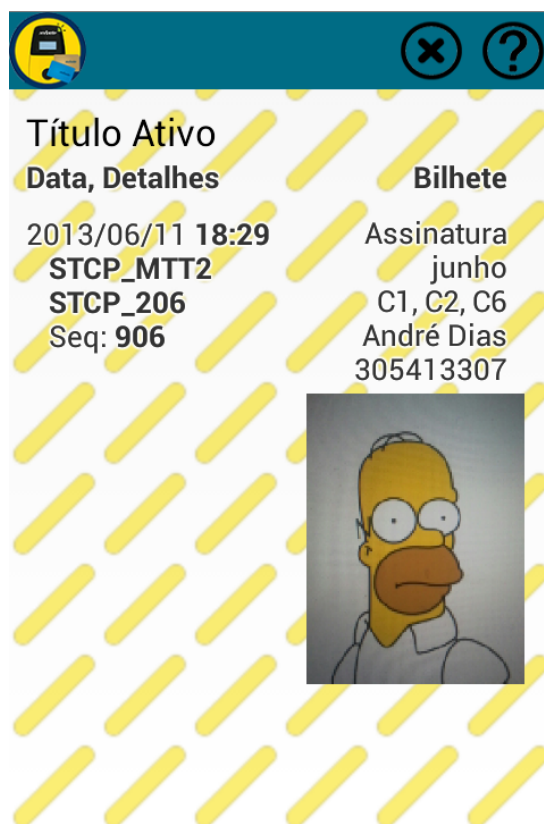 Título Ativo
Data, Detalhes
Bilhete
2013/06/11 18:29
STCP_MTT2
STCP_206
Seq: 906
Assinatura
junho
C1, C2, C6
André Dias
305413307
?